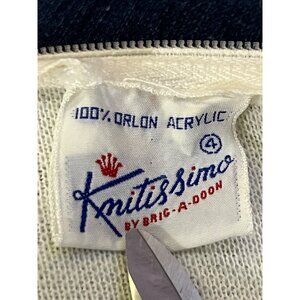 100% ORLON ACRYLIC
4
Knitissimo
BY BRIG-A-DOON